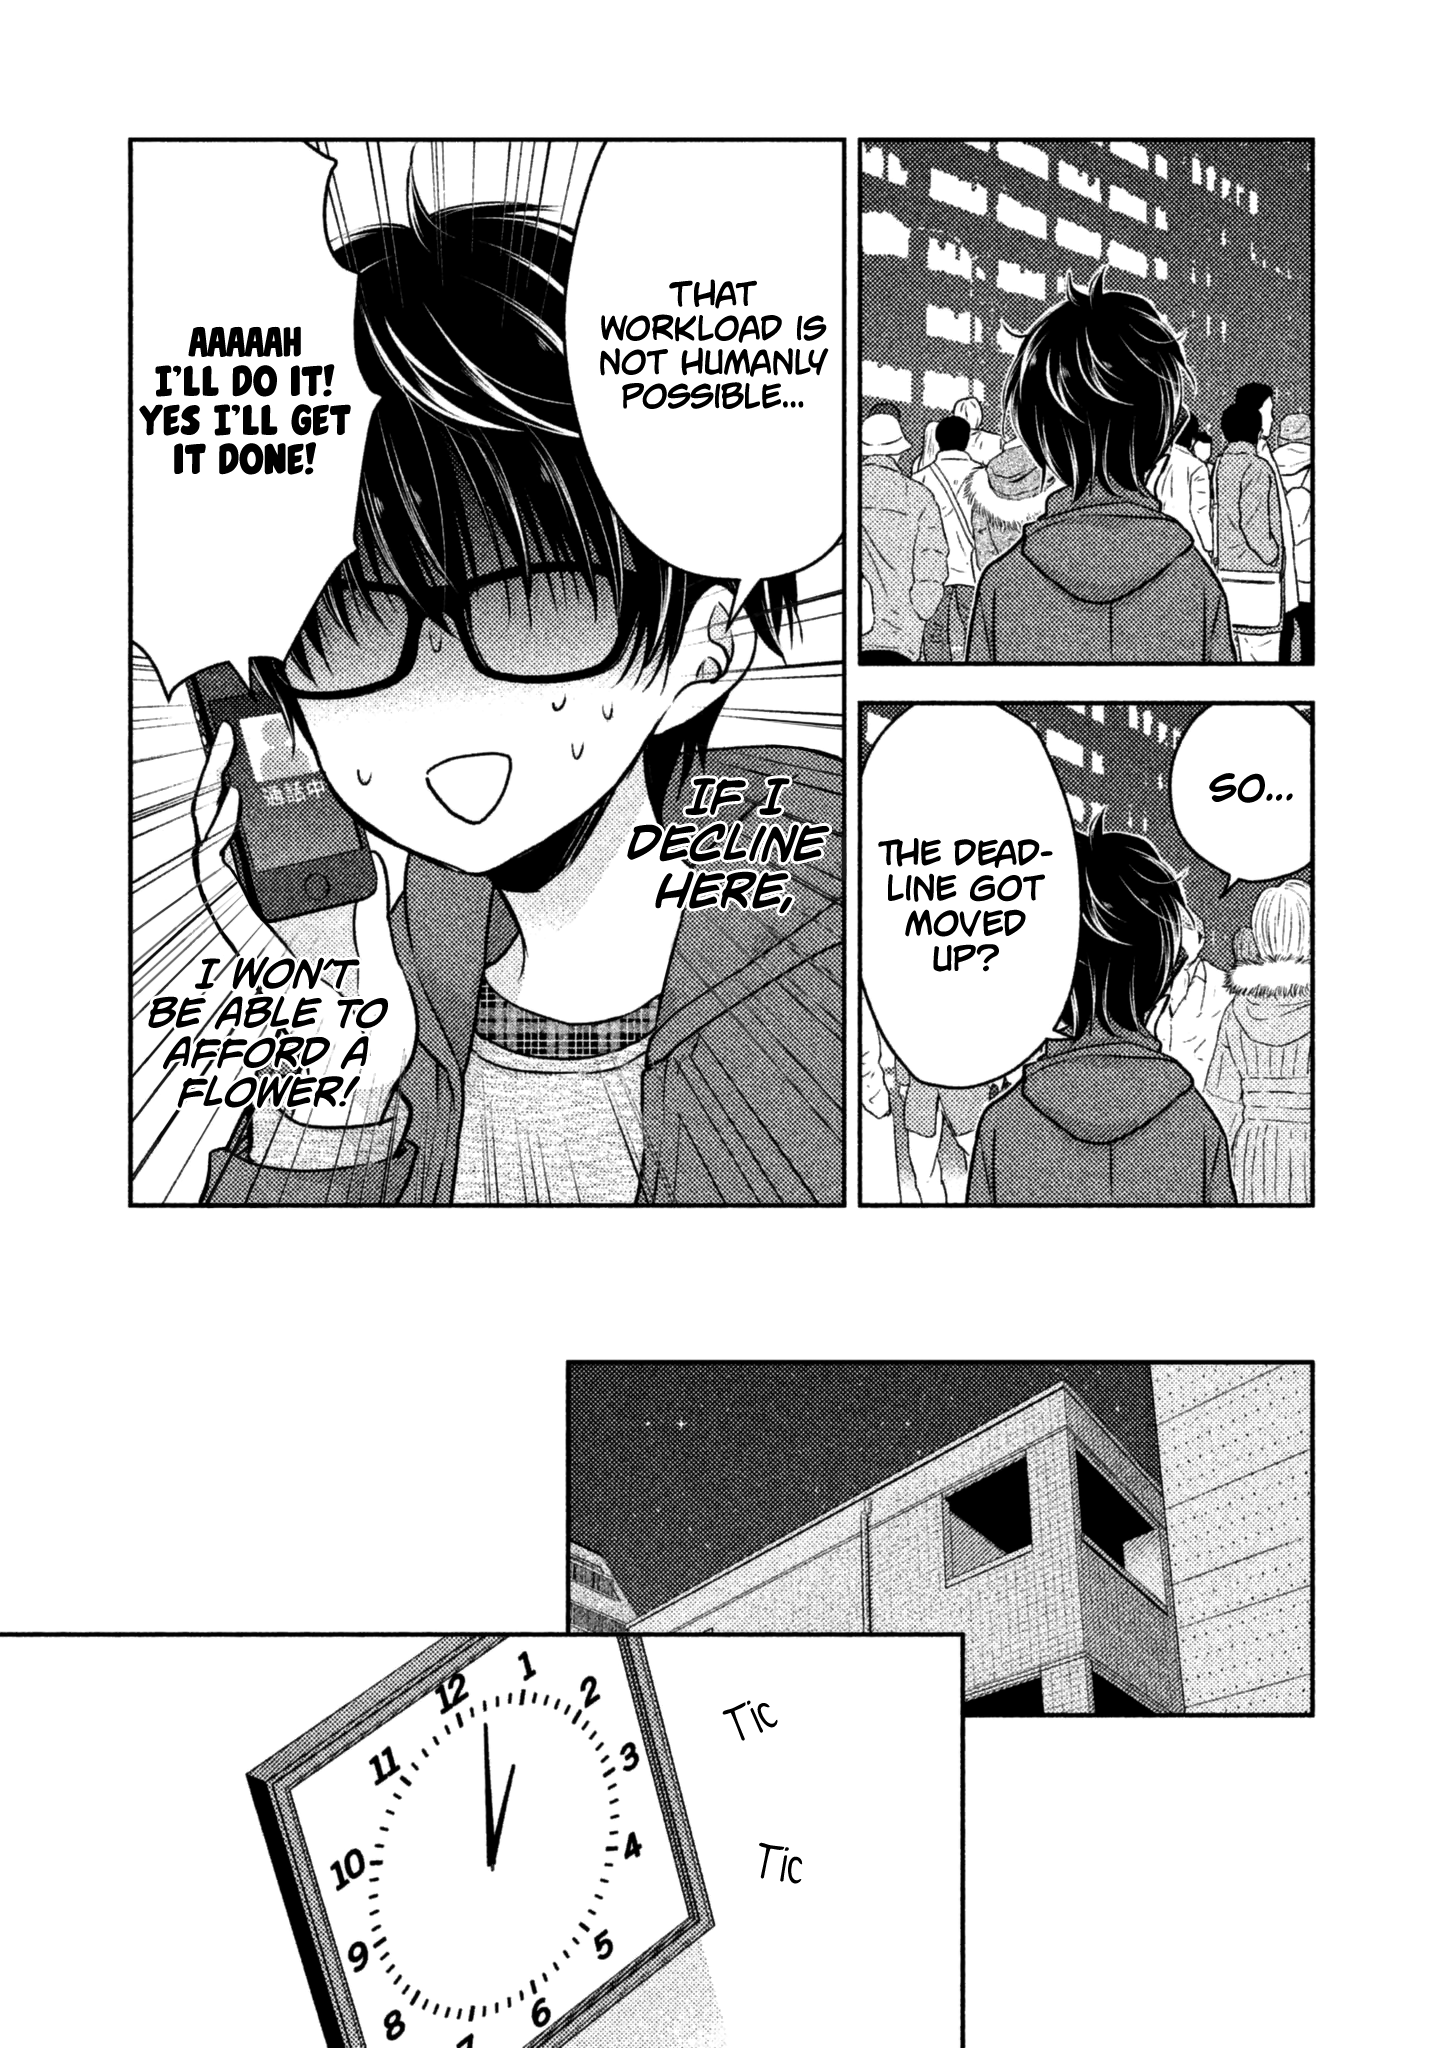 SO...
THE DEAD-
LINE GOT
MOVED
UP?
THAT
WORKLOAD IS
NOT HUMANLY
POSSIBLE...
AAAAAH
I'LL DO IT!
YES I'LL GET
IT DONE!
通話中
IF I
DECLINE
HERE,
I WON'T
BE ABLE TO
AFFORD A
FLOWER!
TIC
TIC
12
1
2
3
4
5
6
7
8
9
10
11